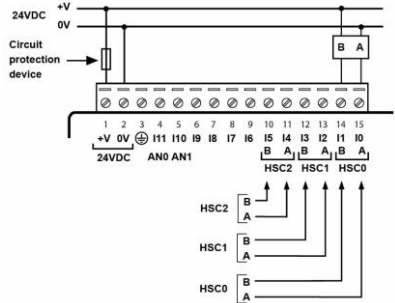 24VDC +V
0V
Circuit protection device
B A
1 2 3 4 5 6 7 8 9 10 11 12 13 14 15
+V 0V I11 I10 I9 I8 I7 I6 I5 I4 I3 I2 I1 I0
B A B A B A
24VDC AN0 AN1 HSC2 HSC1 HSC0
HSC2 B
A
HSC1 B
A
HSC0 B
A